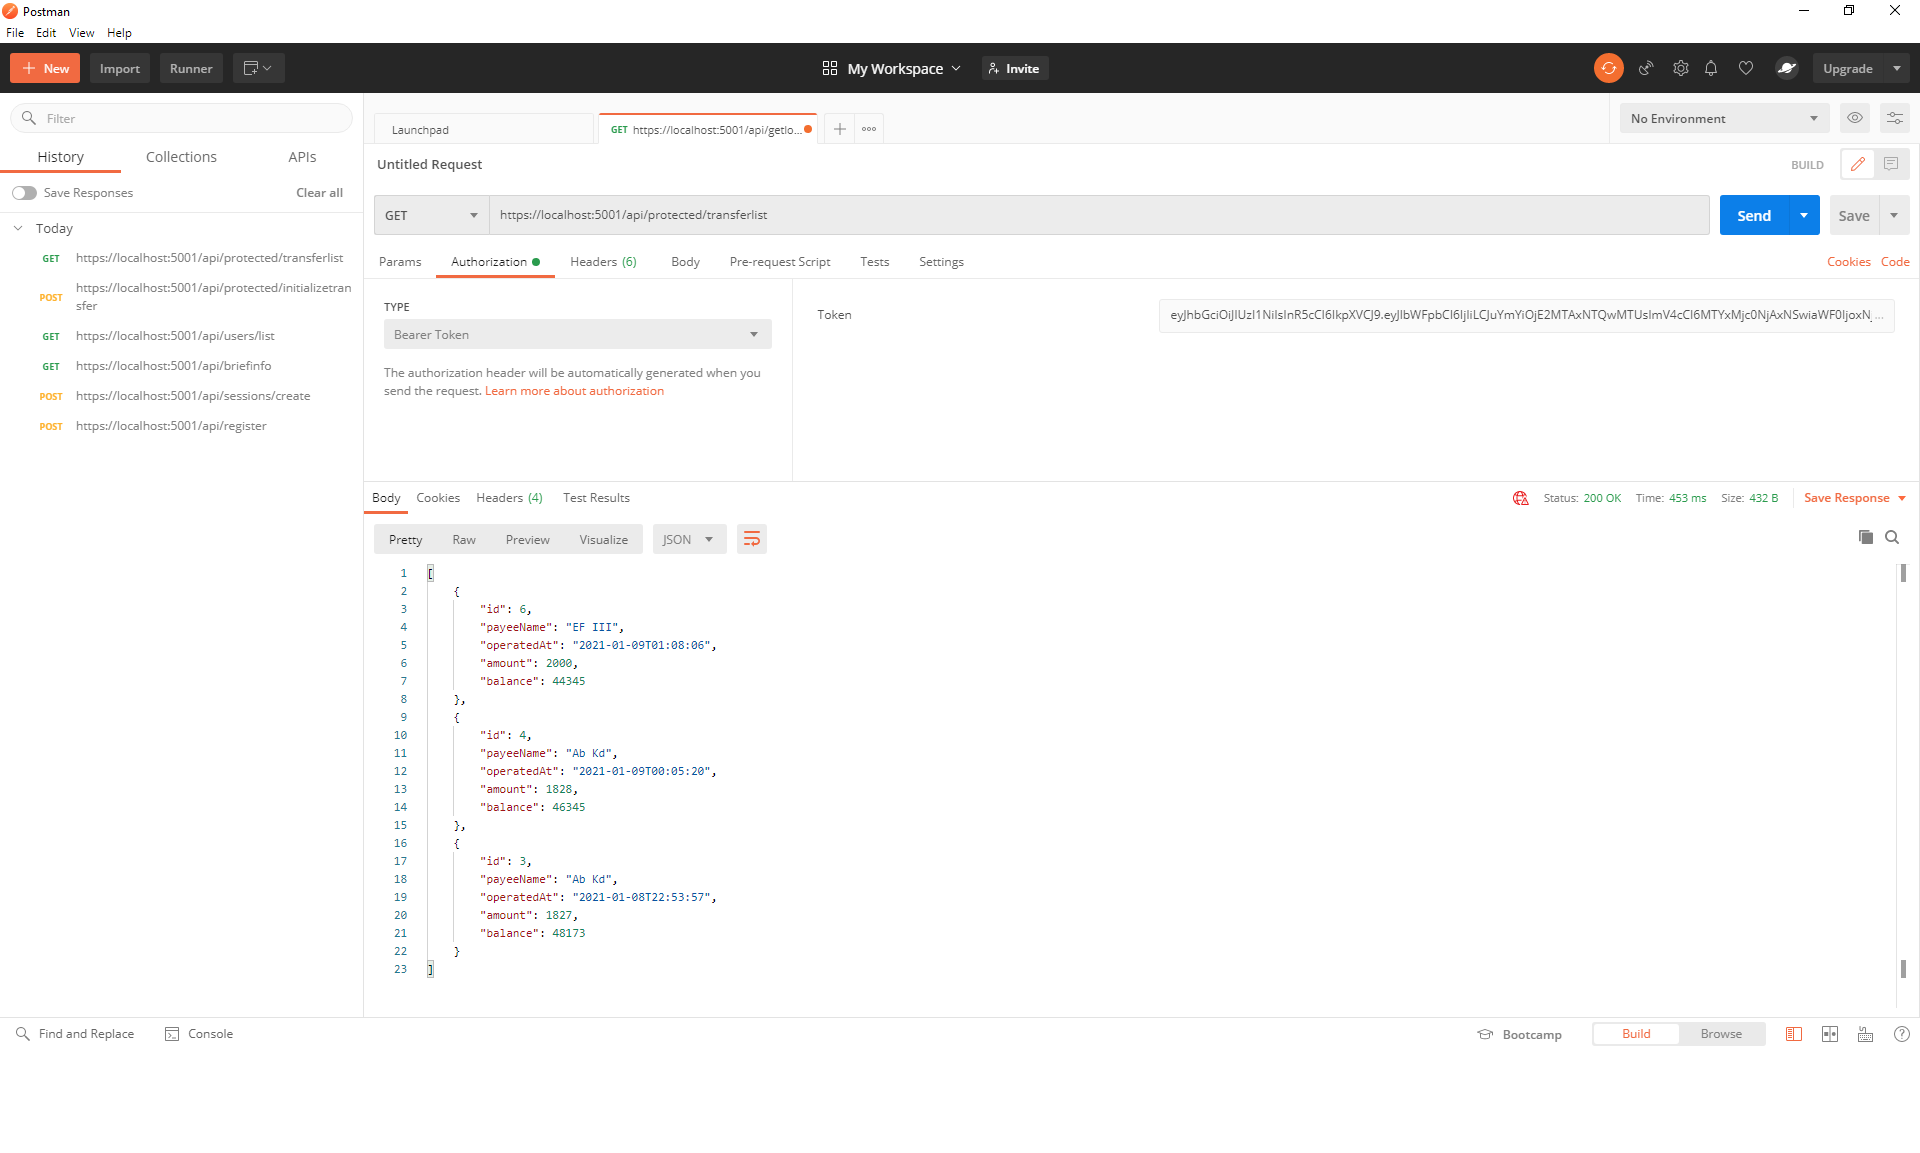 Postman
File Edit View Help
New Import Runner My Workspace Invite Upgrade
Filter
History Collections APIs
Save Responses Clear all
Today
GET https://localhost:5001/api/protected/transferlist
POST https://localhost:5001/api/protected/initializetran
sfer
GET https://localhost:5001/api/users/list
GET https://localhost:5001/api/briefinfo
POST https://localhost:5001/api/sessions/create
POST https://localhost:5001/api/register
Launchpad GET https://localhost:5001/api/getlo... No Environment
Untitled Request BUILD
GET https://localhost:5001/api/protected/transferlist Send Save
Params Authorization Headers (6) Body Pre-request Script Tests Settings Cookies Code
TYPE
Bearer Token
The authorization header will be automatically generated when you
send the request. Learn more about authorization
Token
Body Cookies Headers (4) Test Results Status: 200 OK Time: 453 ms Size: 432 B Save Response
Pretty Raw Preview Visualize JSON
1 [
2 {
3 "id": 6,
4 "payeeName": "EF III",
5 "operatedAt": "2021-01-09T01:08:06",
6 "amount": 2000,
7 "balance": 44345
8 },
9 {
10 "id": 4,
11 "payeeName": "Ab Kd",
12 "operatedAt": "2021-01-09T00:05:20",
13 "amount": 1828,
14 "balance": 46345
15 },
16 {
17 "id": 3,
18 "payeeName": "Ab Kd",
19 "operatedAt": "2021-01-08T22:53:57",
20 "amount": 1827,
21 "balance": 48173
22 }
23 ]
Find and Replace Console Bootcamp Build Browse